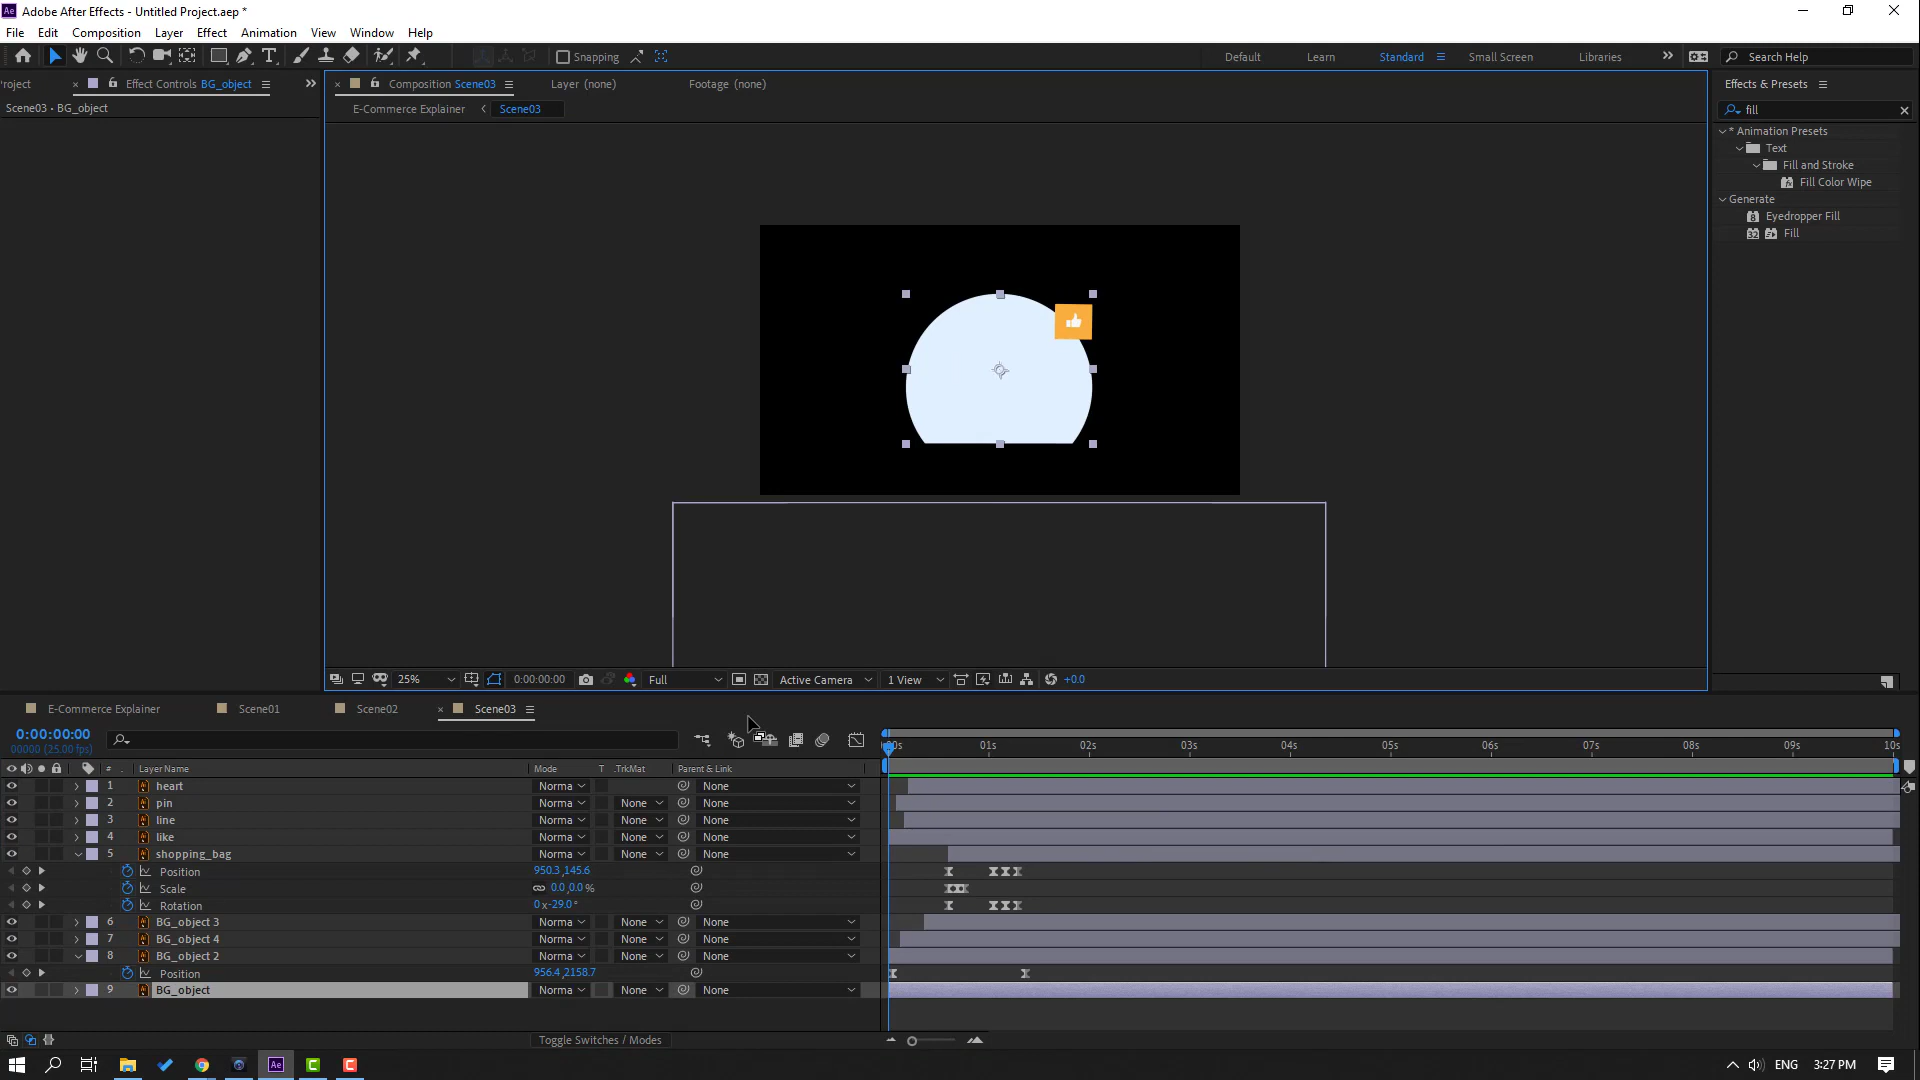 Adobe After Effects - Untitled Project.aep *
File Edit Composition Layer Effect Animation View Window Help
Snapping Default Learn Standard Small Screen Libraries Search Help
roject Effect Controls BG_object Composition Scene03 Layer (none) Footage (none) Effects & Presets
Scene03 • BG_object E-Commerce Explainer Scene03 fill
* Animation Presets
Text
Fill and Stroke
Fill Color Wipe
Generate
Eyedropper Fill
Fill
25% 0:00:00:00 Full Active Camera 1 View +0.0
E-Commerce Explainer Scene01 Scene02 Scene03
0:00:00:00
00000 (25.00 fps) 01s 02s 03s 04s 05s 06s 07s 08s 09s 10s
# Layer Name Mode T .TrkMat Parent & Link
1 heart Norma None
2 pin Norma None None
3 line Norma None None
4 like Norma None None
5 shopping_bag Norma None None
Position 950.3,145.6
Scale 0.0,0.0 %
Rotation 0x-29.0°
6 BG_object 3 Norma None None
7 BG_object 4 Norma None None
8 BG_object 2 Norma None None
Position 956.4,2158.7
9 BG_object Norma None None
Toggle Switches / Modes
Ae ENG 3:27 PM